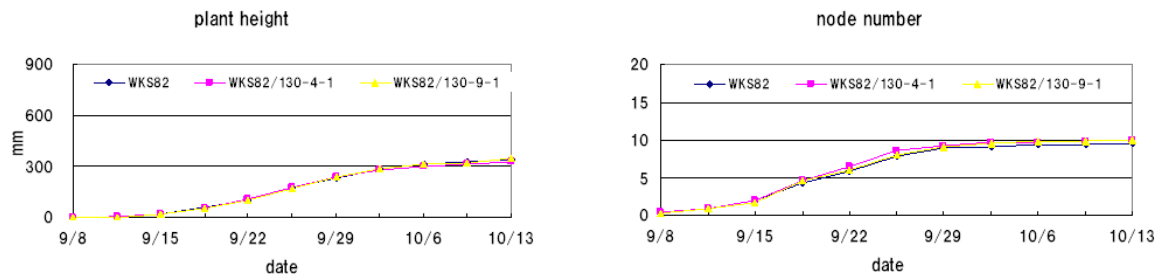 plant height
900
600
300
0
mm
WKS82 WKS82/130-4-1 WKS82/130-9-1
9/8 9/15 9/22 9/29 10/6 10/13
date
node number
20
15
10
5
0
WKS82 WKS82/130-4-1 WKS82/130-9-1
9/8 9/15 9/22 9/29 10/6 10/13
date